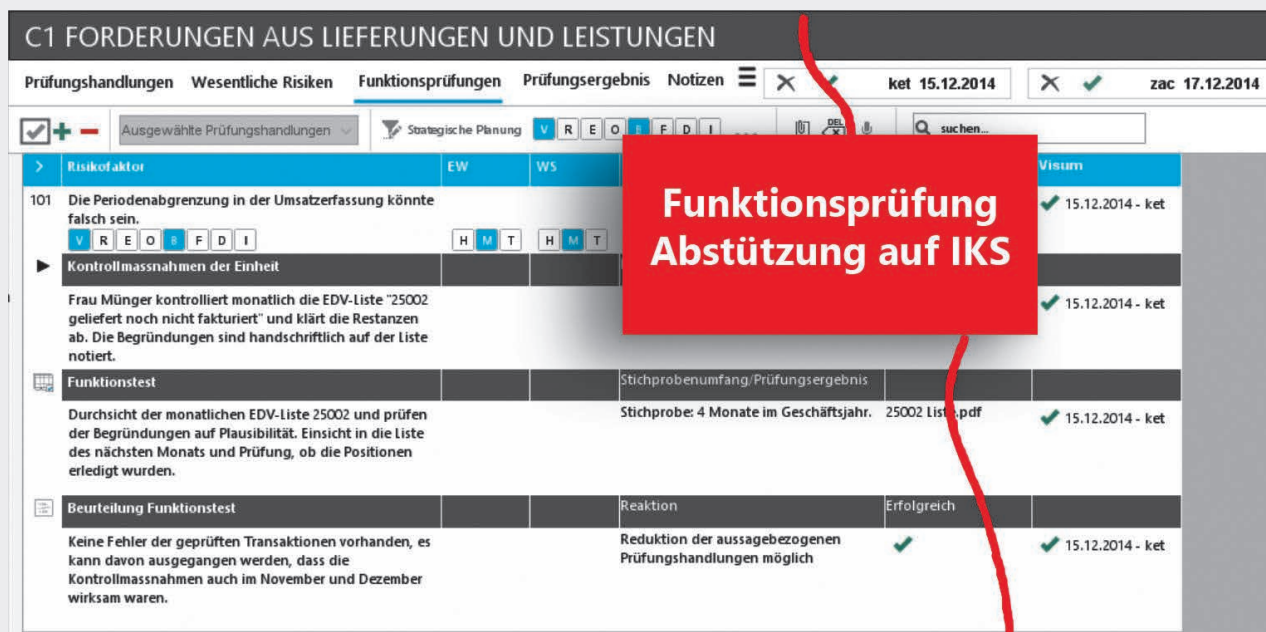 C1 FORDERUNGEN AUS LIEFERUNGEN UND LEISTUNGEN
Prüfungshandlungen Wesentliche Risiken Funktionsprüfungen Prüfungsergebnis Notizen ket 15.12.2014 zac 17.12.2014
Ausgewählte Prüfungshandlungen Strategische Planung V R E O B F D I ... DEL suchen...
Risikofaktor EW WS Visum
101 Die Periodenabgrenzung in der Umsatzerfassung könnte
falsch sein.
15.12.2014 - ket
V R E O B F D I H M T H M T
Funktionsprüfung
Abstützung auf IKS
Kontrollmassnahmen der Einheit
Frau Münger kontrolliert monatlich die EDV-Liste "25002
geliefert noch nicht fakturiert" und klärt die Restanzen
ab. Die Begründungen sind handschriftlich auf der Liste
notiert.
15.12.2014 - ket
Funktionstest Stichprobenumfang/Prüfungsergebnis
Durchsicht der monatlichen EDV-Liste 25002 und prüfen
der Begründungen auf Plausibilität. Einsicht in die Liste
des nächsten Monats und Prüfung, ob die Positionen
erledigt wurden.
Stichprobe: 4 Monate im Geschäftsjahr. 25002 Liste.pdf 15.12.2014 - ket
Beurteilung Funktionstest Reaktion Erfolgreich
Keine Fehler der geprüften Transaktionen vorhanden, es
kann davon ausgegangen werden, dass die
Kontrollmassnahmen auch im November und Dezember
wirksam waren.
Reduktion der aussagebezogenen
Prüfungshandlungen möglich
15.12.2014 - ket